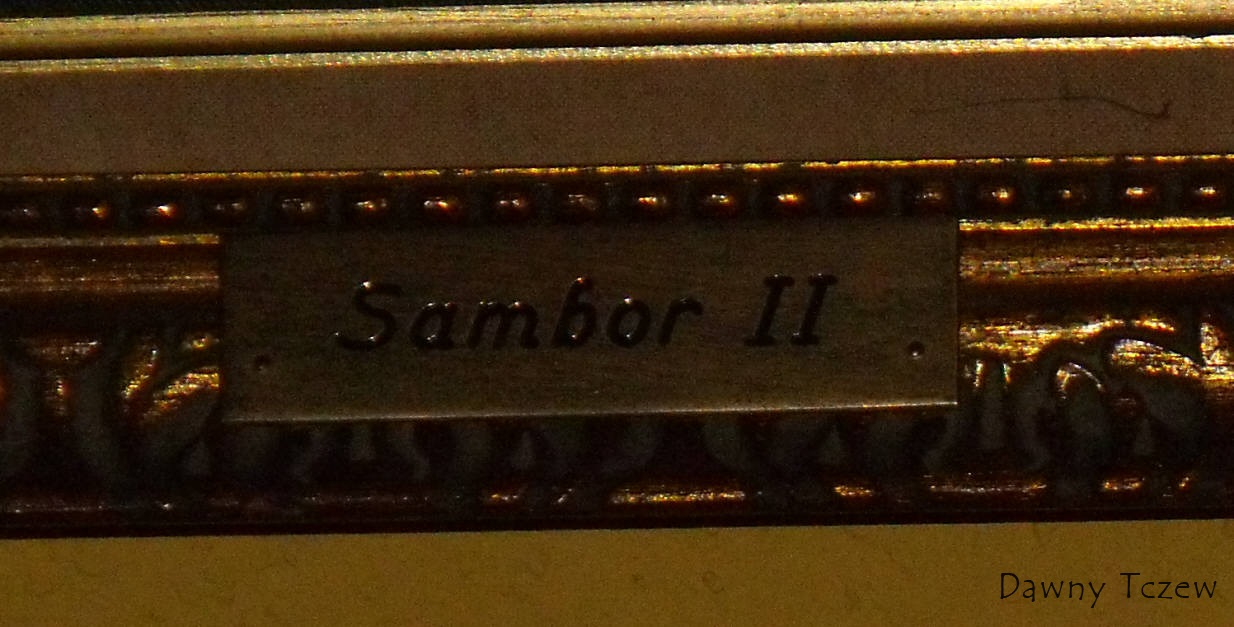 Sambor II
Dawny Tczew